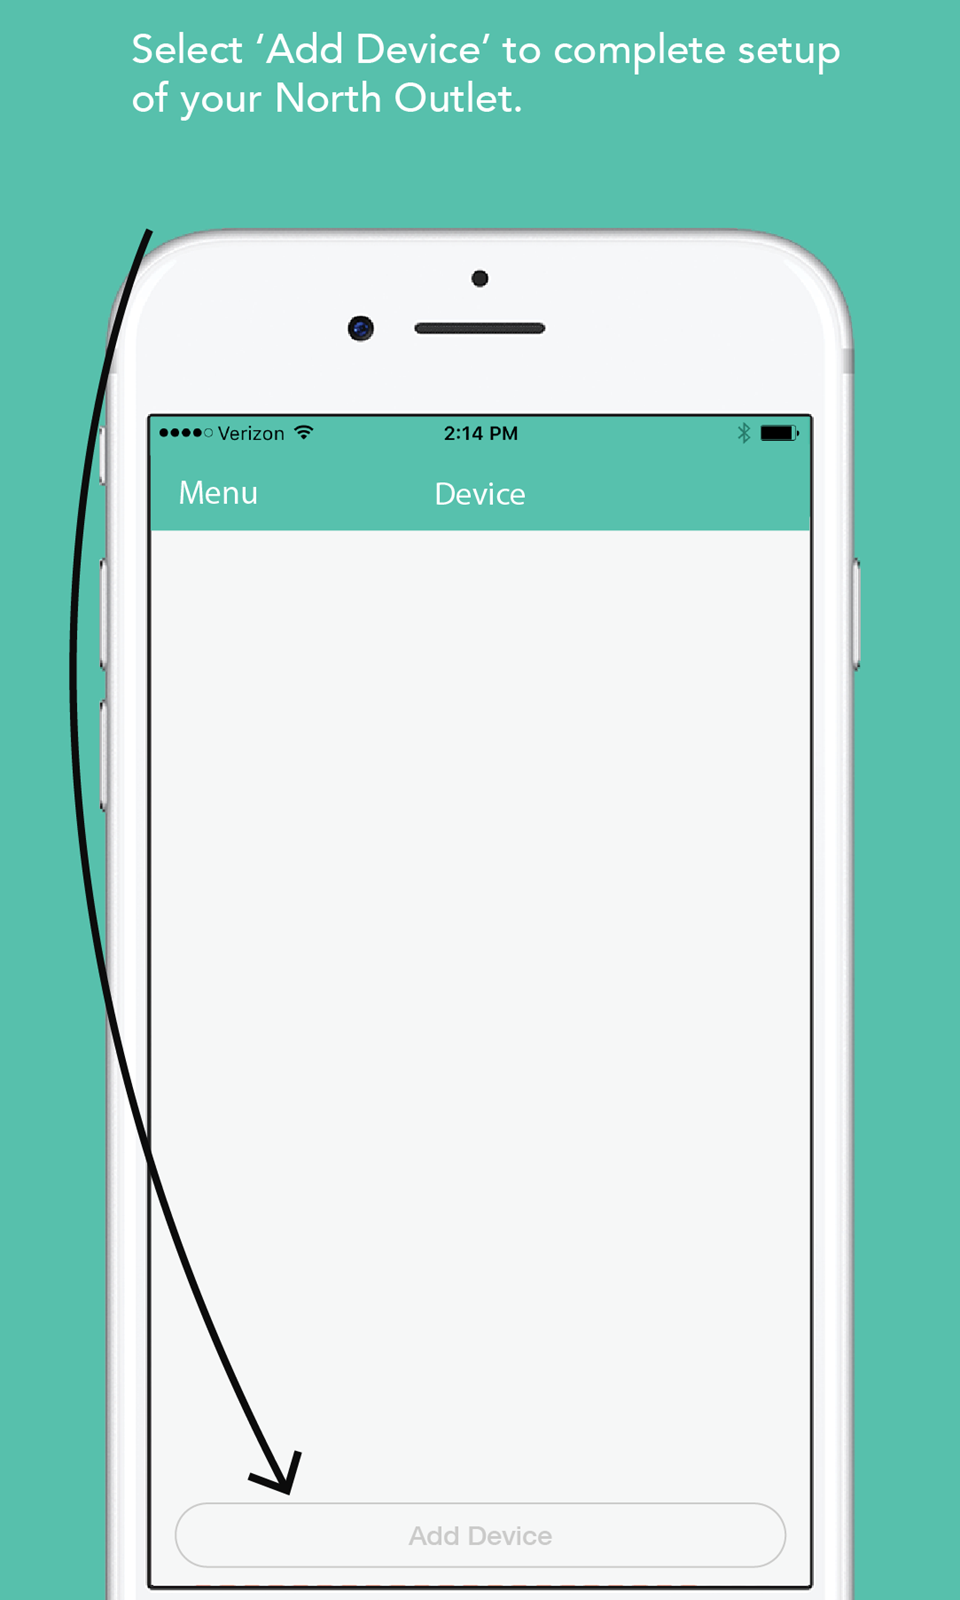 Select ‘Add Device’ to complete setup
of your North Outlet.
Verizon 2:14 PM
Menu Device
Add Device